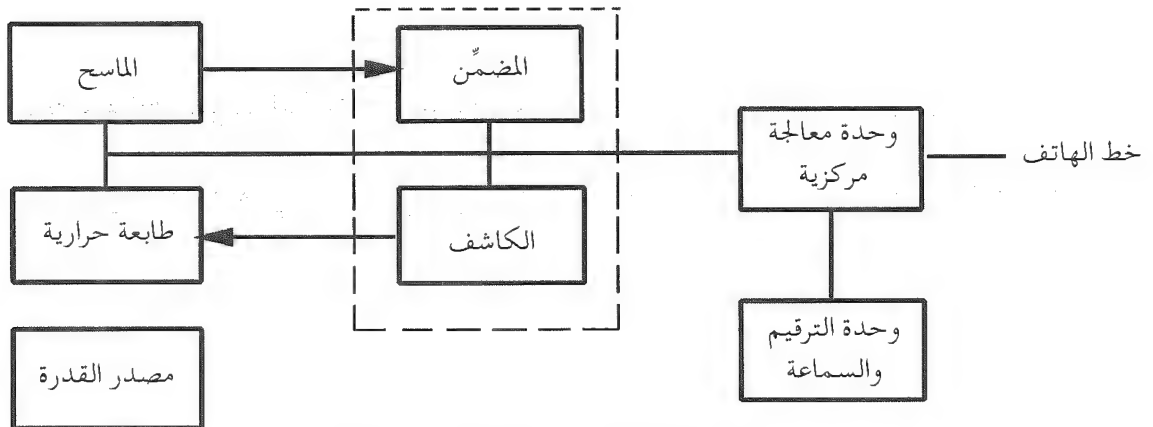 الماسح
المضمِّن
وحدة معالجة
مركزية
خط الهاتف
طابعة حرارية
الكاشف
وحدة الترقيم
والسماعة
مصدر القدرة